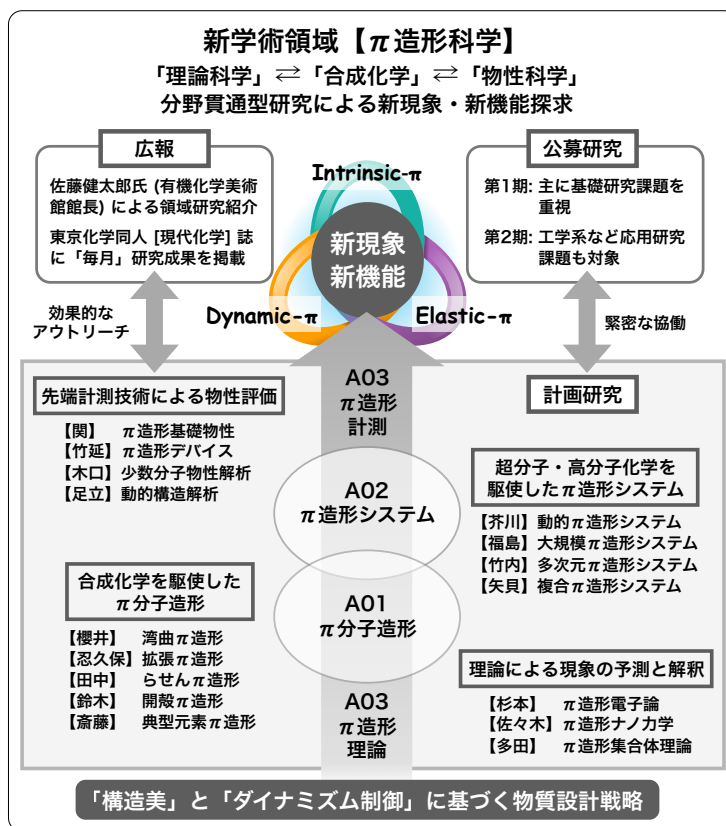 新学術領域【π造形科学】
「理論科学」⇄「合成化学」⇄「物性科学」
分野貫通型研究による新現象・新機能探求
広報
佐藤健太郎氏 (有機化学美術
館館長) による領域研究紹介
東京化学同人 [現代化学] 誌
に「毎月」研究成果を掲載
Intrinsic-π
新現象
新機能
Dynamic-π
Elastic-π
公募研究
第1期: 主に基礎研究課題を
重視
第2期: 工学系など応用研究
課題も対象
効果的な
アウトリーチ
緊密な協働
先端計測技術による物性評価
【関】 π造形基礎物性
【竹延】π造形デバイス
【木口】少数分子物性解析
【足立】動的構造解析
A03
π造形
計測
計画研究
A02
π造形システム
超分子・高分子化学を
駆使したπ造形システム
【芥川】動的π造形システム
【福島】大規模π造形システム
【竹内】多次元π造形システム
【矢貝】複合π造形システム
合成化学を駆使した
π分子造形
【櫻井】 湾曲π造形
【忍久保】拡張π造形
【田中】 らせんπ造形
【鈴木】 開殻π造形
【斎藤】 典型元素π造形
A01
π分子造形
A03
π造形
理論
理論による現象の予測と解釈
【杉本】 π造形電子論
【佐々木】π造形ナノ力学
【多田】 π造形集合体理論
「構造美」と「ダイナミズム制御」に基づく物質設計戦略